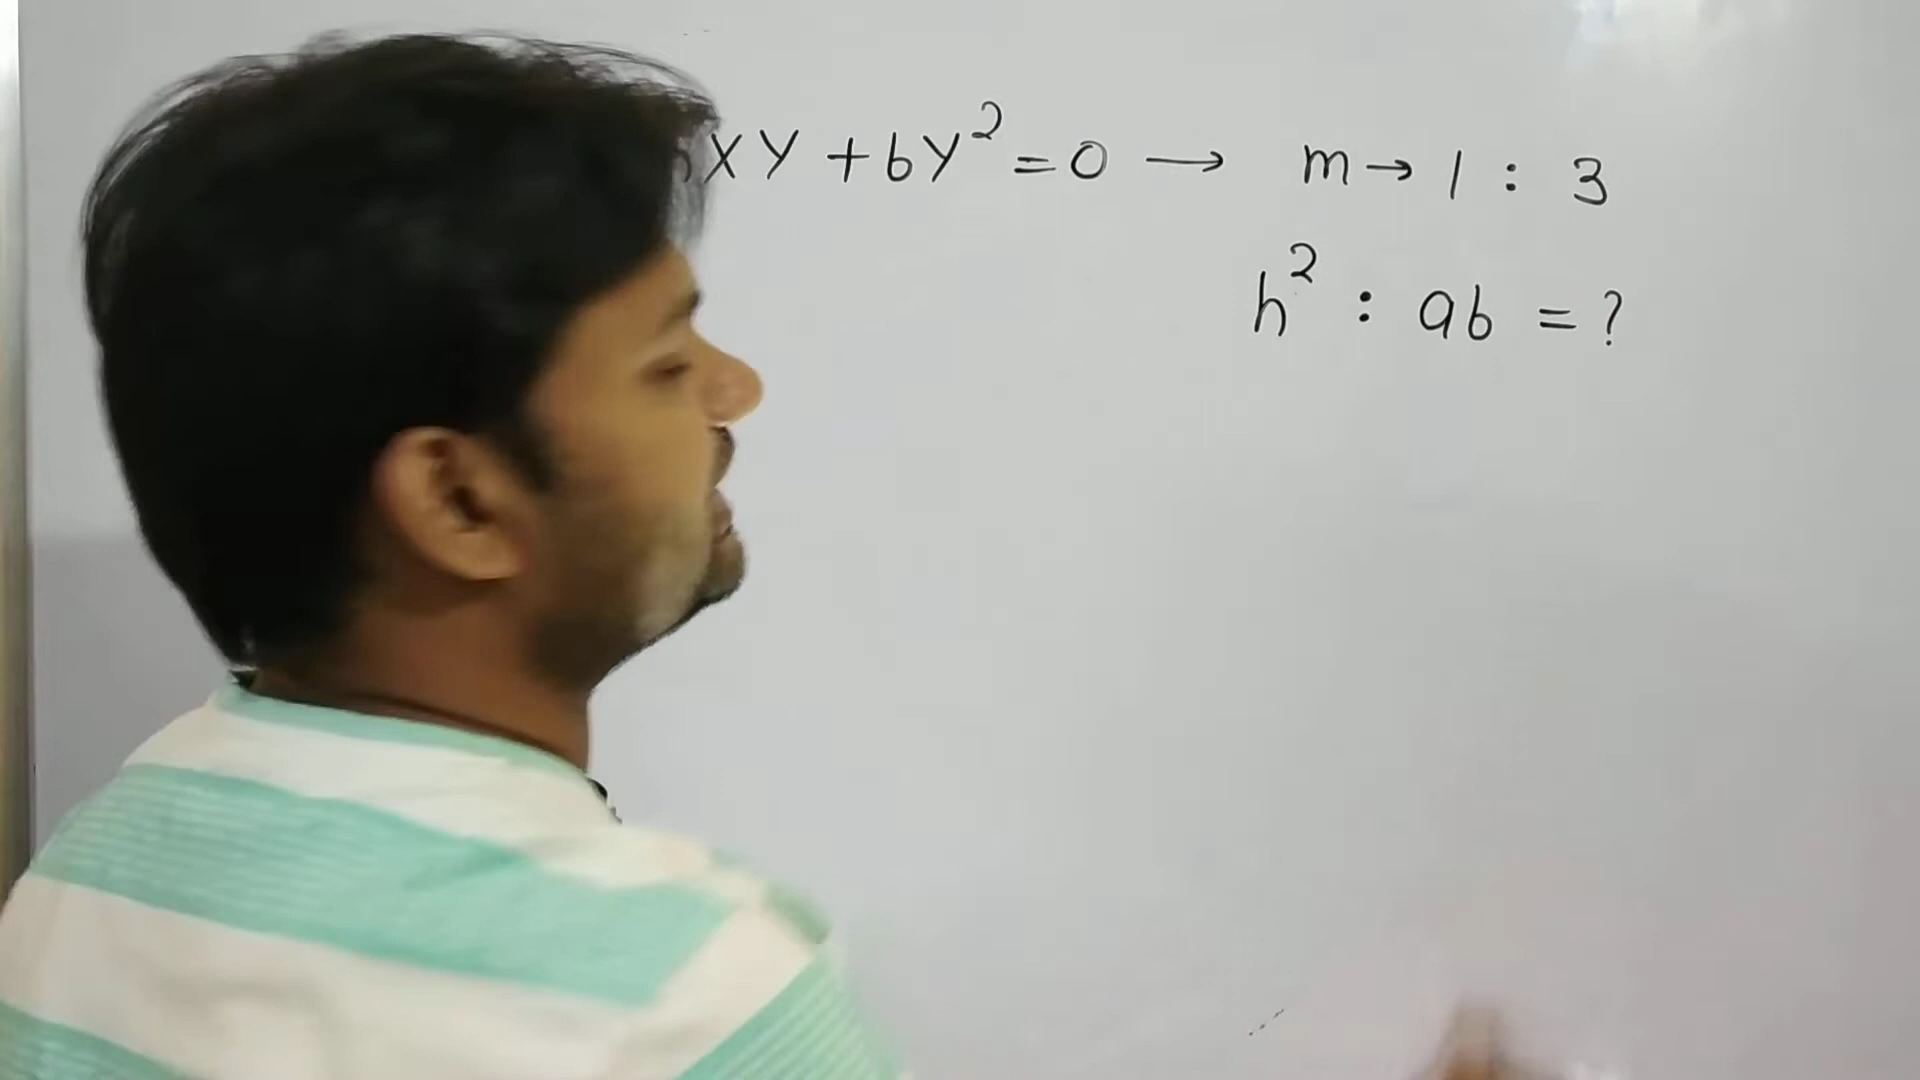 XY + by² = 0 → m → 1 : 3
h² : ab = ?